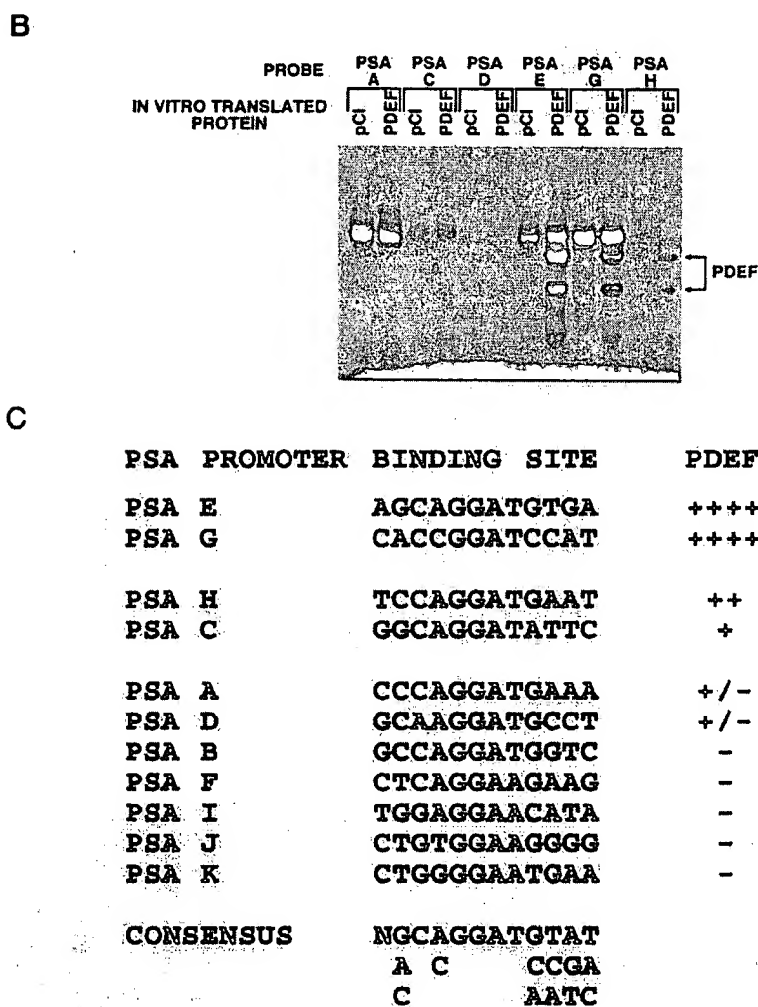 B
PROBE PSA A PSA C PSA D PSA E PSA G PSA H
IN VITRO TRANSLATED PROTEIN pCI PDEF pCI PDEF pCI PDEF pCI PDEF pCI PDEF pCI PDEF
PDEF
C
PSA PROMOTER BINDING SITE PDEF
PSA E AGCAGGATGTGA ++++
PSA G CACCGGATCCAT ++++
PSA H TCCAGGATGAAT ++
PSA C GGCAGGATATTC +
PSA A CCCAGGATGAAA +/-
PSA D GCAAGGATGCCT +/-
PSA B GCCAGGATGGTC -
PSA F CTCAGGAAGAAG -
PSA I TGGAGGAACATA -
PSA J CTGTGGAAGGGG -
PSA K CTGGGGAATGAA -
CONSENSUS NGCAGGATGTAT
A C CCGA
C AATC